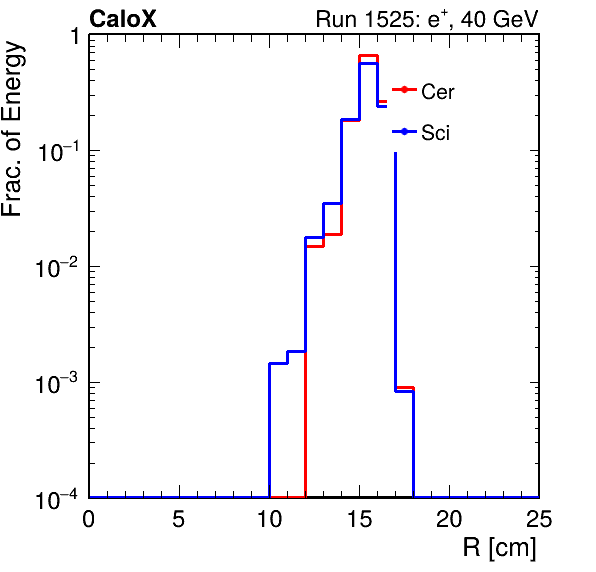 CaloX Run 1525: e⁺, 40 GeV
Frac. of Energy
1
10⁻¹
10⁻²
10⁻³
10⁻⁴
Cer
Sci
0 5 10 15 20 25
R [cm]